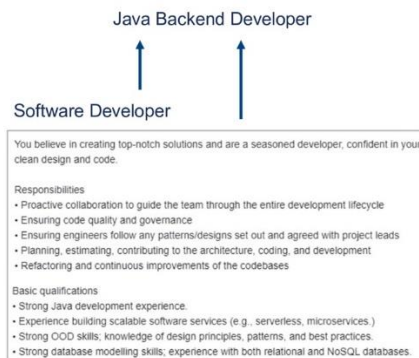 Java Backend Developer
Software Developer
You believe in creating top-notch solutions and are a seasoned developer, confident in your
clean design and code.
Responsibilities
• Proactive collaboration to guide the team through the entire development lifecycle
• Ensuring code quality and governance
• Ensuring engineers follow any patterns/designs set out and agreed with project leads
• Planning, estimating, contributing to the architecture, coding, and development
• Refactoring and continuous improvements of the codebases
Basic qualifications
• Strong Java development experience.
• Experience building scalable software services (e.g., serverless, microservices.)
• Strong OOD skills; knowledge of design principles, patterns, and best practices.
• Strong database modelling skills; experience with both relational and NoSQL databases.